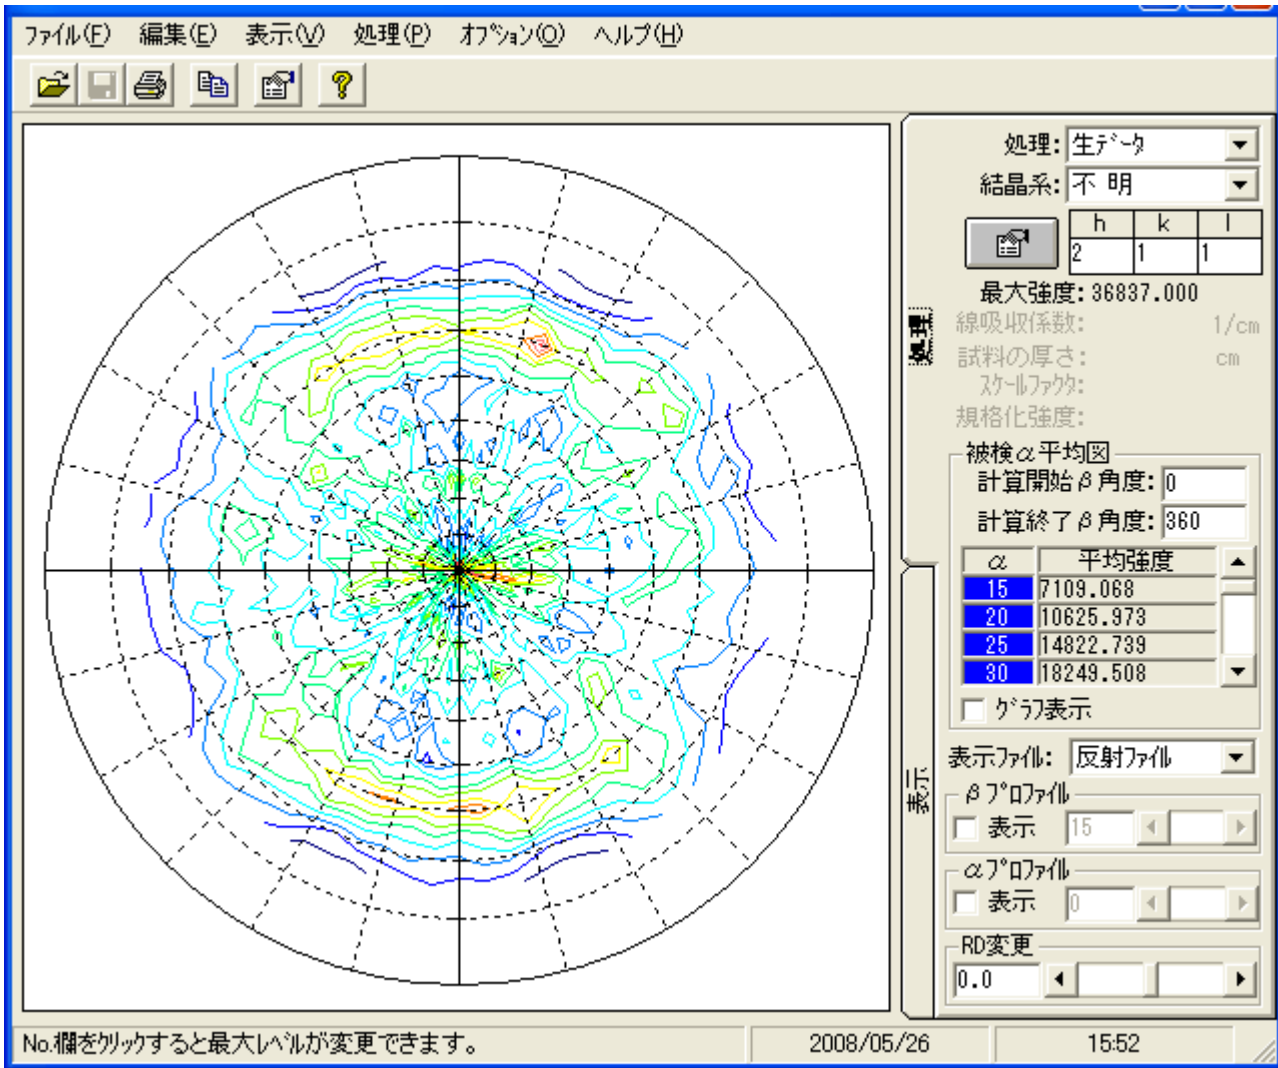 ファイル(F) 編集(E) 表示(V) 処理(P) オプション(O) ヘルプ(H)
処理: 生データ
結晶系: 不明
h k l
2 1 1
最大強度: 36837.000
線吸収係数: 1/cm
試料の厚さ: cm
スケールファクタ:
規格化強度:
被検α平均図
計算開始β角度: 0
計算終了β角度: 360
α 平均強度
15 7109.068
20 10625.973
25 14822.739
30 18249.508
グラフ表示
表示ファイル: 反射ファイル
βプロファイル
表示 15
αプロファイル
表示 0
RD変更
0.0
処理
表示
No.欄をクリックすると最大レベルが変更できます。 2008/05/26 15:52